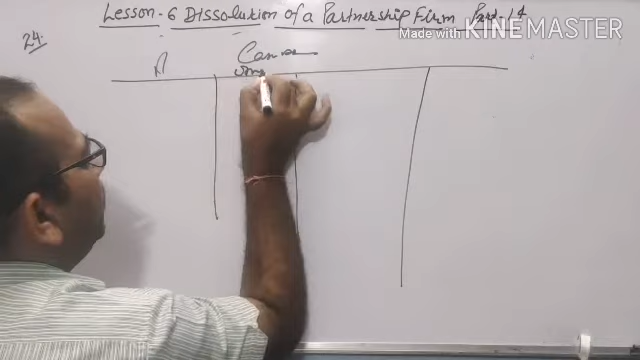 Made with KINEMASTER
Lesson-6 Dissolution of a Partnership Firm Part-14
24.